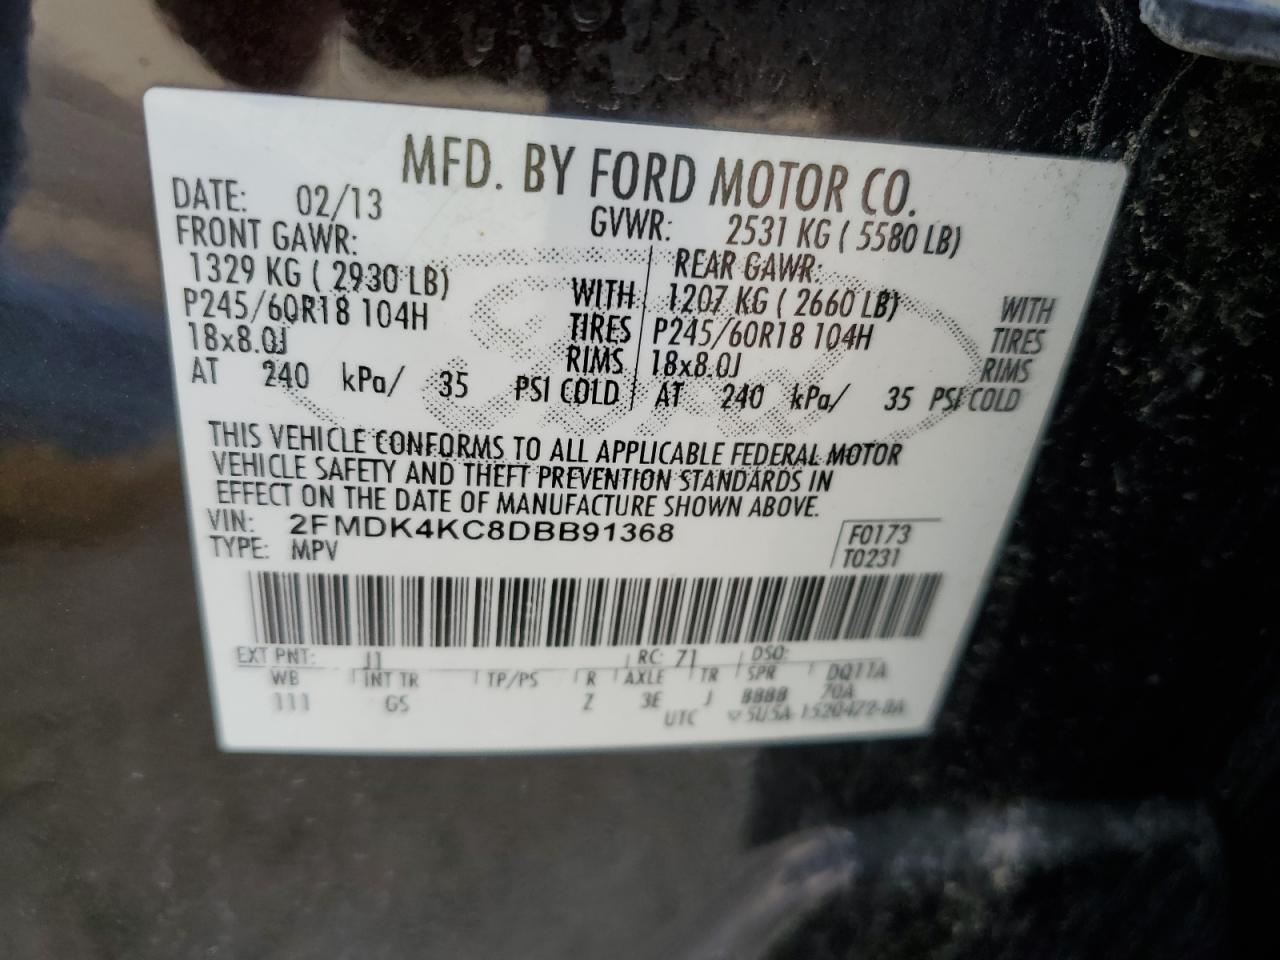 MFD. BY FORD MOTOR CO.
DATE: 02/13 GVWR: 2531 KG ( 5580 LB)
FRONT GAWR: REAR GAWR:
1329 KG ( 2930 LB) WITH 1207 KG ( 2660 LB) WITH
P245/60R18 104H TIRES P245/60R18 104H TIRES
18x8.0J RIMS 18x8.0J RIMS
AT 240 kPa/ 35 PSI COLD AT 240 kPa/ 35 PSI COLD
THIS VEHICLE CONFORMS TO ALL APPLICABLE FEDERAL MOTOR
VEHICLE SAFETY AND THEFT PREVENTION STANDARDS IN
EFFECT ON THE DATE OF MANUFACTURE SHOWN ABOVE.
VIN: 2FMDK4KC8DBB91368 F0173
TYPE: MPV T0231
EXT PNT: J1 RC: 71 DSO:
WB INT TR TP/PS R AXLE TR SPR DQ11A
111 GS Z 3E J 8888 70A
UTC